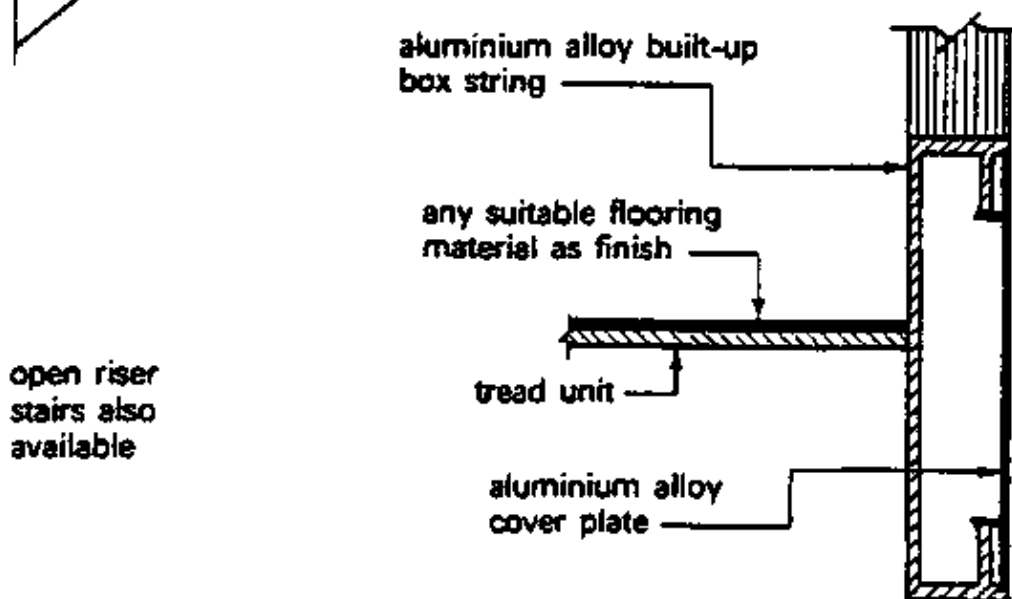 aluminium alloy built-up
box string
any suitable flooring
material as finish
open riser
stairs also
available
tread unit
aluminium alloy
cover plate